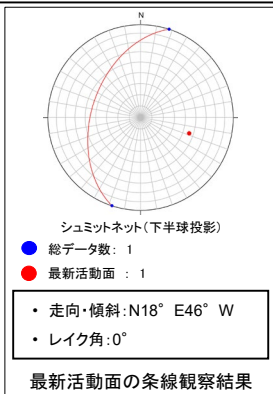 N
シュミットネット(下半球投影)
総データ数: 1
最新活動面 : 1
• 走向・傾斜:N18° E46° W
• レイク角:0°
最新活動面の条線観察結果